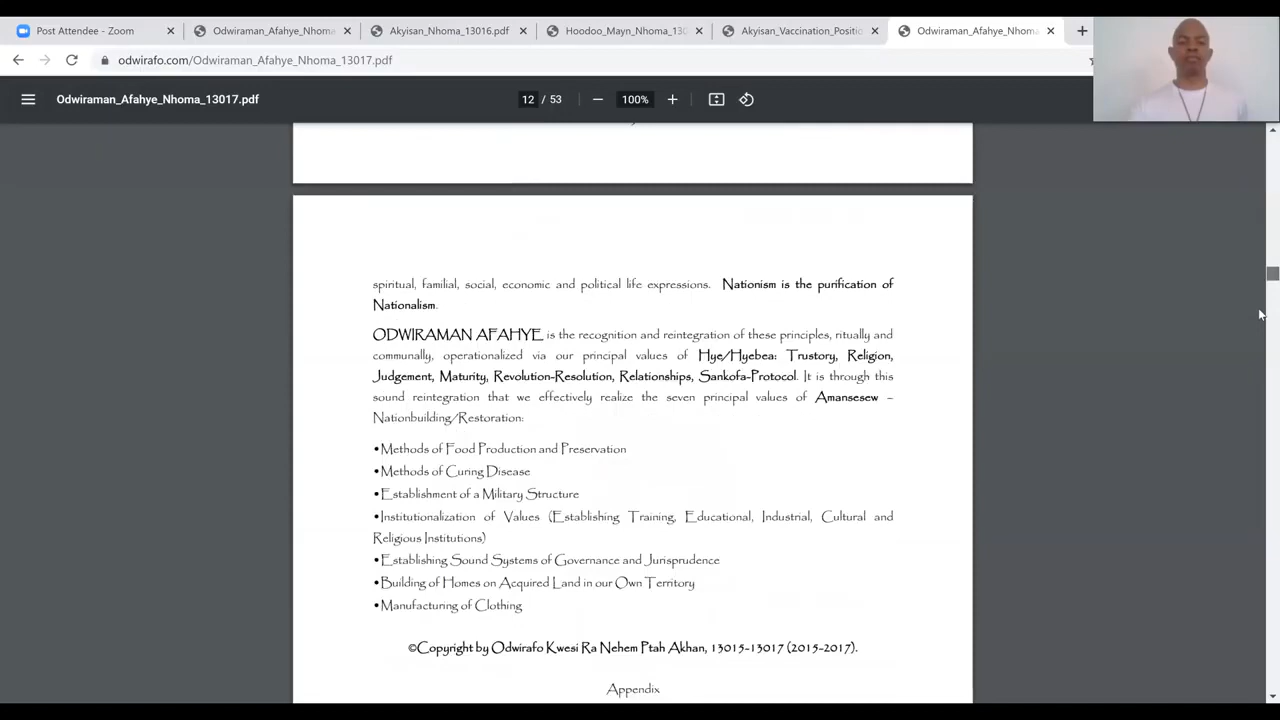 Post Attendee - Zoom
Odwiraman_Afahye_Nhoma
Akyisan_Nhoma_13016.pdf
Hoodoo_Mayn_Nhoma_130
Akyisan_Vaccination_Positi
Odwiraman_Afahye_Nhoma
odwirafo.com/Odwiraman_Afahye_Nhoma_13017.pdf
Odwiraman_Afahye_Nhoma_13017.pdf
12 / 53
100%
spiritual, familial, social, economic and political life expressions. Nationism is the purification of
Nationalism.
ODWIRAMAN AFAHYE is the recognition and reintegration of these principles, ritually and
communally, operationalized via our principal values of Hye/Hyebea: Trustory, Religion,
Judgement, Maturity, Revolution-Resolution, Relationships, Sankofa-Protocol. It is through this
sound reintegration that we effectively realize the seven principal values of Amansesew –
Nationbuilding/Restoration:
•Methods of Food Production and Preservation
•Methods of Curing Disease
•Establishment of a Military Structure
•Institutionalization of Values (Establishing Training, Educational, Industrial, Cultural and
Religious Institutions)
•Establishing Sound Systems of Governance and Jurisprudence
•Building of Homes on Acquired Land in our Own Territory
•Manufacturing of Clothing
©Copyright by Odwirafo Kwesi Ra Nehem Ptah Akhan, 13015-13017 (2015-2017).
Appendix